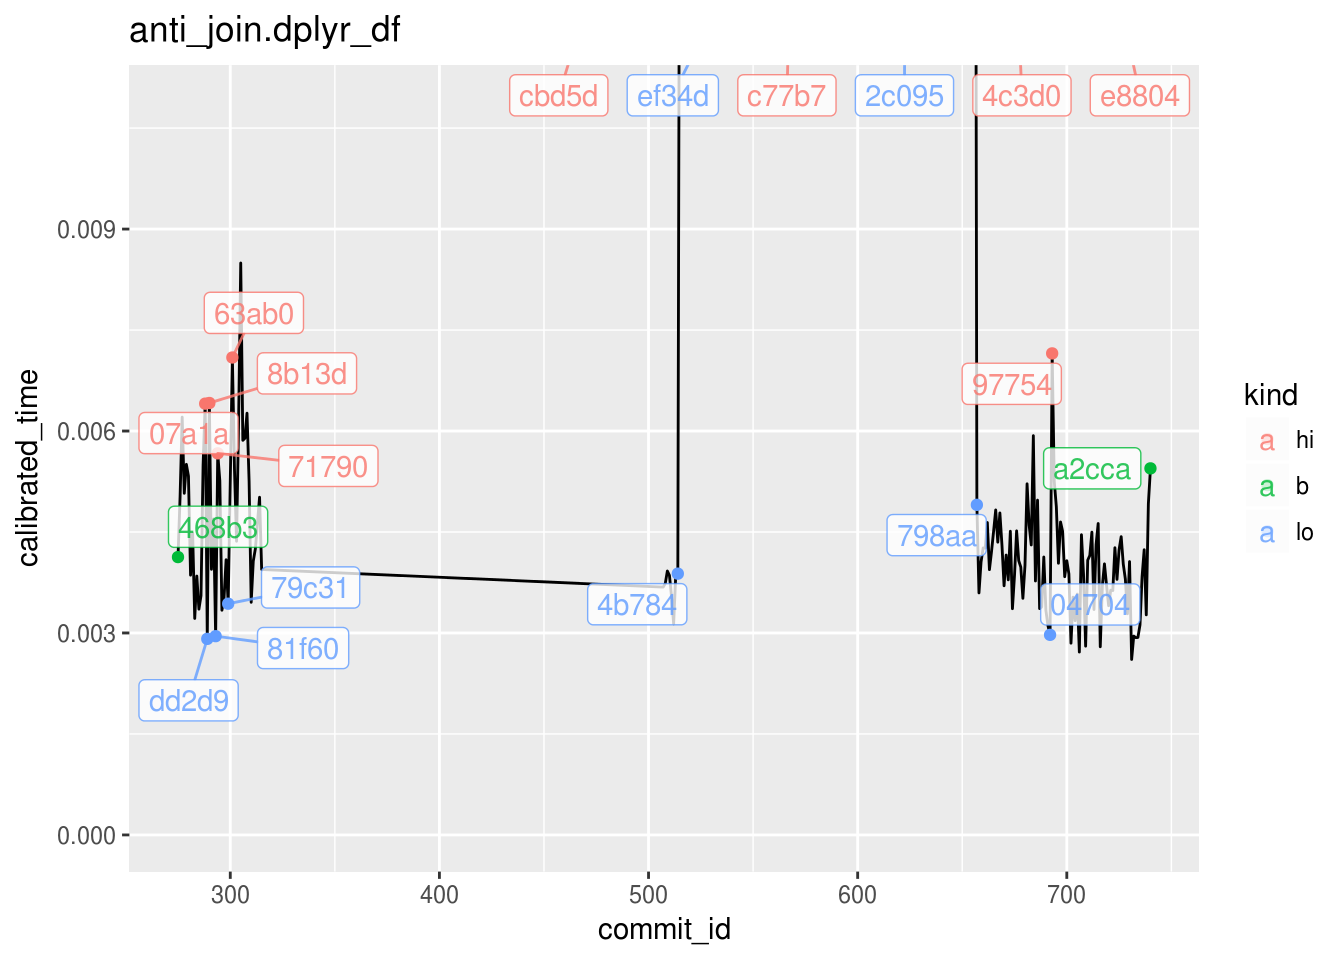 anti_join.dplyr_df
cbd5d
ef34d
c77b7
2c095
4c3d0
e8804
0.009
63ab0
8b13d
97754
07a1a
0.006
71790
a2cca
468b3
798aa
79c31
4b784
04704
0.003
81f60
dd2d9
0.000
calibrated_time
300
400
500
600
700
commit_id
kind
a hi
a b
a lo